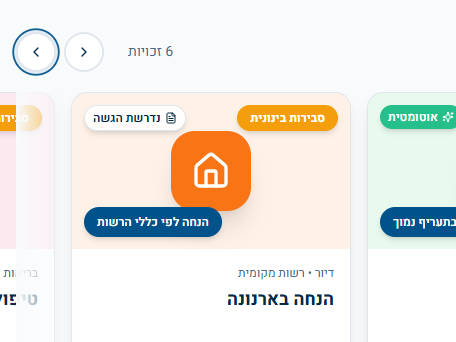 6 זכויות
אוטומטית
בתעריף נמוך
סבירות בינונית
נדרשת הגשה
הנחה לפי כללי הרשות
דיור • רשות מקומית
הנחה בארנונה